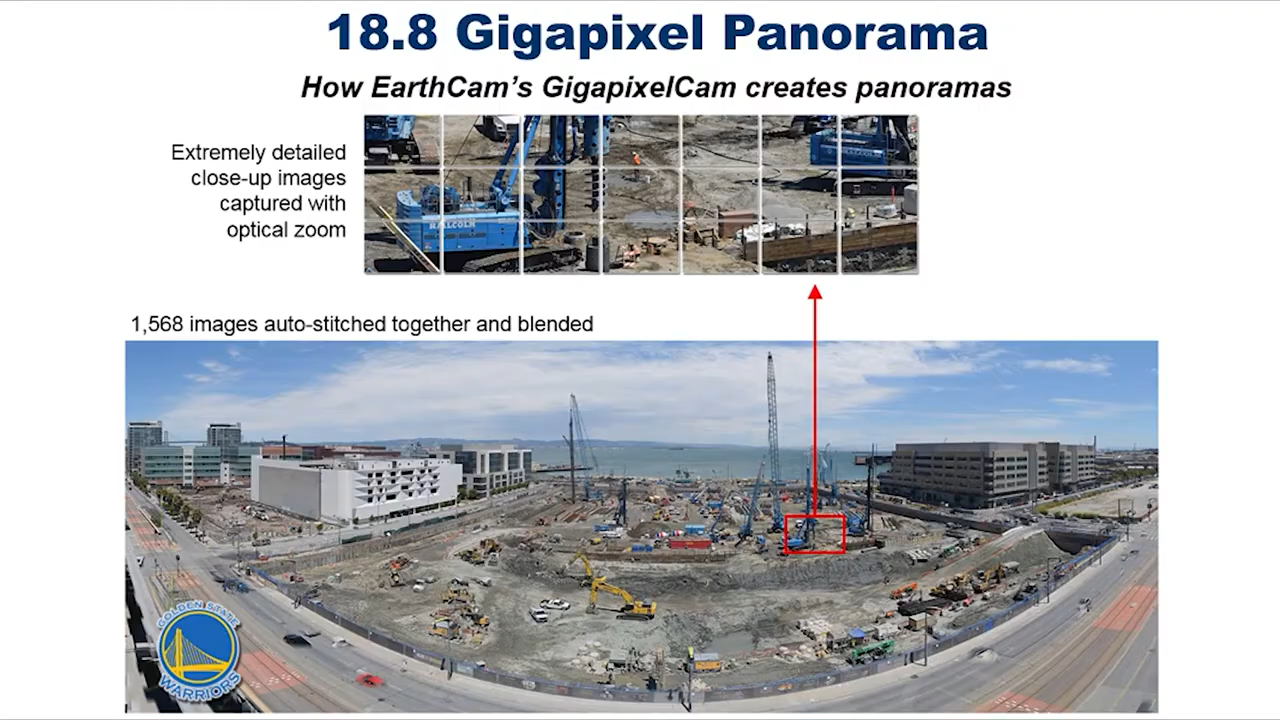 18.8 Gigapixel Panorama
How EarthCam's GigapixelCam creates panoramas
Extremely detailed
close-up images
captured with
optical zoom
MALCOLM
1,568 images auto-stitched together and blended
GOLDEN STATE
WARRIORS